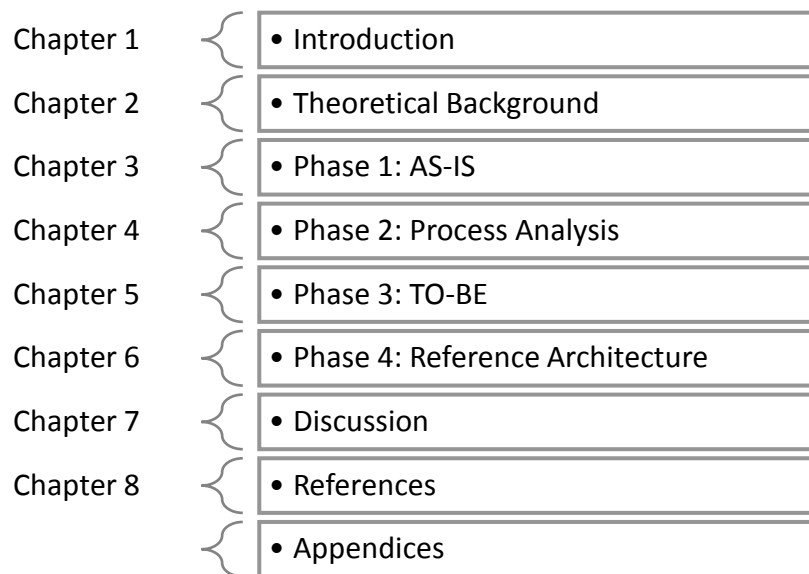 Chapter 1 • Introduction
Chapter 2 • Theoretical Background
Chapter 3 • Phase 1: AS-IS
Chapter 4 • Phase 2: Process Analysis
Chapter 5 • Phase 3: TO-BE
Chapter 6 • Phase 4: Reference Architecture
Chapter 7 • Discussion
Chapter 8 • References
• Appendices